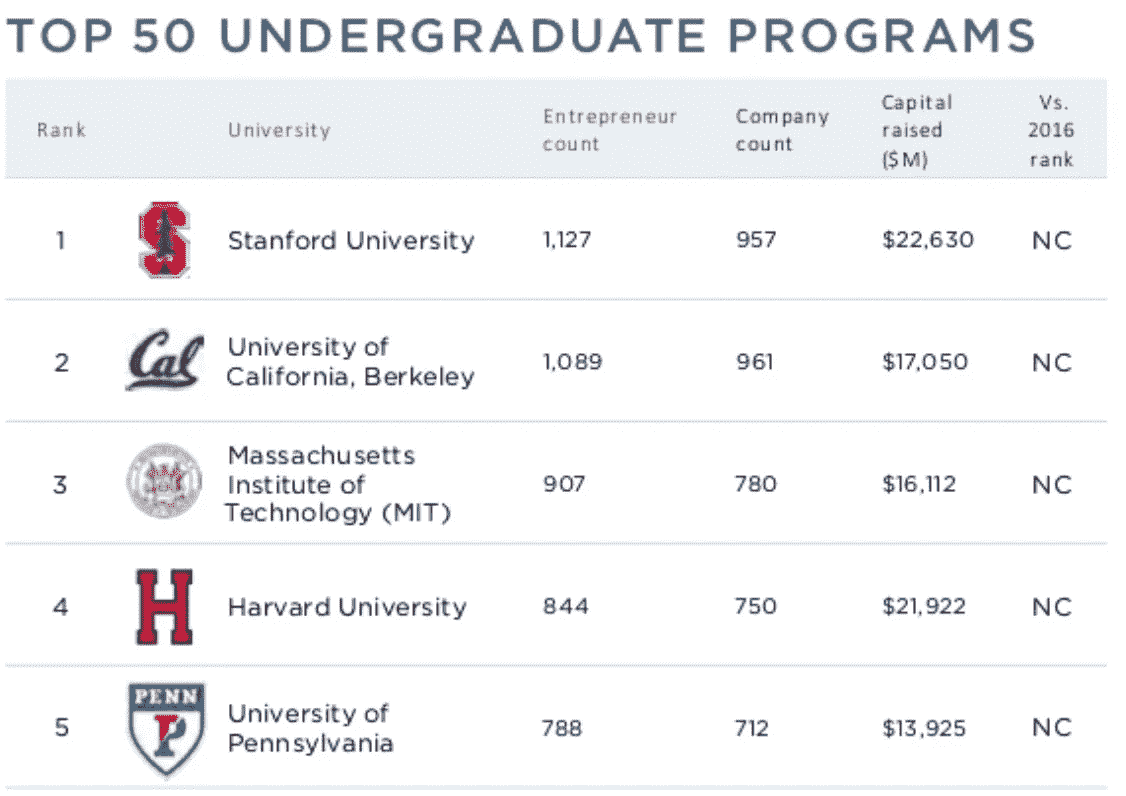 TOP 50 UNDERGRADUATE PROGRAMS
Rank University Entrepreneur count Company count Capital raised ($M) Vs. 2016 rank
1 Stanford University 1,127 957 $22,630 NC
Cal
2 University of California, Berkeley 1,089 961 $17,050 NC
3 Massachusetts Institute of Technology (MIT) 907 780 $16,112 NC
H
4 Harvard University 844 750 $21,922 NC
PENN
P
5 University of Pennsylvania 788 712 $13,925 NC